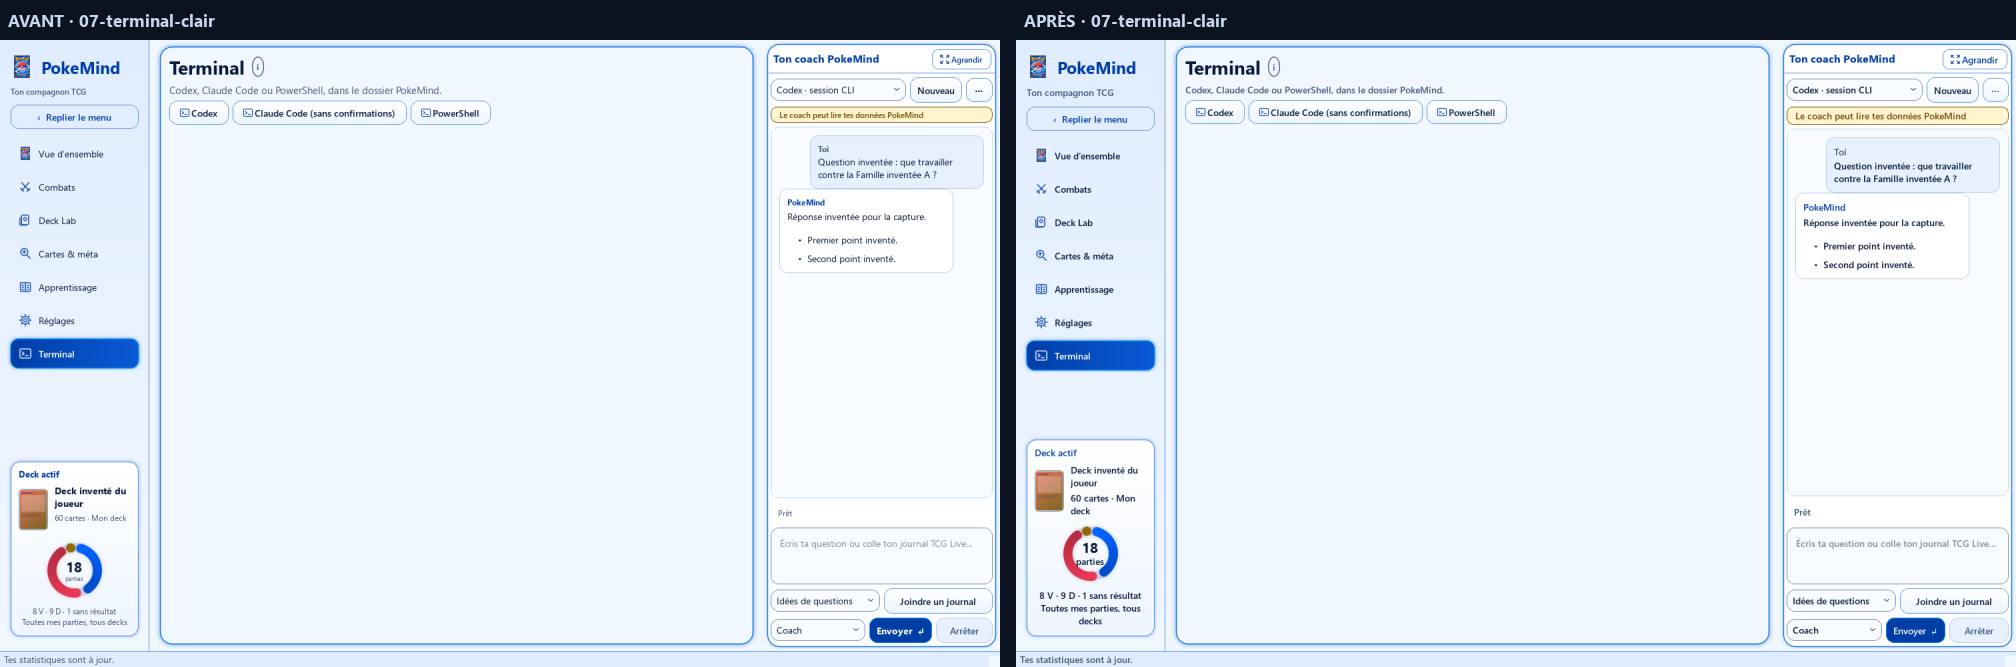 AVANT · 07-terminal-clair
PokeMind
Ton compagnon TCG
‹ Replier le menu
Vue d'ensemble
Combats
Deck Lab
Cartes & méta
Apprentissage
Réglages
Terminal
Deck actif
Deck inventé du
joueur
60 cartes · Mon deck
18
parties
8 V · 9 D · 1 sans résultat
Toutes mes parties, tous decks
Terminal i
Codex, Claude Code ou PowerShell, dans le dossier PokeMind.
Codex
Claude Code (sans confirmations)
PowerShell
Ton coach PokeMind
Agrandir
Codex · session CLI
Nouveau
...
Le coach peut lire tes données PokeMind
Toi
Question inventée : que travailler
contre la Famille inventée A ?
PokeMind
Réponse inventée pour la capture.
• Premier point inventé.
• Second point inventé.
Prêt
Écris ta question ou colle ton journal TCG Live...
Idées de questions
Joindre un journal
Coach
Envoyer ↲
Arrêter
Tes statistiques sont à jour.
APRÈS · 07-terminal-clair
PokeMind
Ton compagnon TCG
‹ Replier le menu
Vue d'ensemble
Combats
Deck Lab
Cartes & méta
Apprentissage
Réglages
Terminal
Deck actif
Deck inventé du
joueur
60 cartes · Mon
deck
18
parties
8 V · 9 D · 1 sans résultat
Toutes mes parties, tous
decks
Terminal i
Codex, Claude Code ou PowerShell, dans le dossier PokeMind.
Codex
Claude Code (sans confirmations)
PowerShell
Ton coach PokeMind
Agrandir
Codex · session CLI
Nouveau
...
Le coach peut lire tes données PokeMind
Toi
Question inventée : que travailler
contre la Famille inventée A ?
PokeMind
Réponse inventée pour la capture.
• Premier point inventé.
• Second point inventé.
Prêt
Écris ta question ou colle ton journal TCG Live...
Idées de questions
Joindre un journal
Coach
Envoyer ↲
Arrêter
Tes statistiques sont à jour.